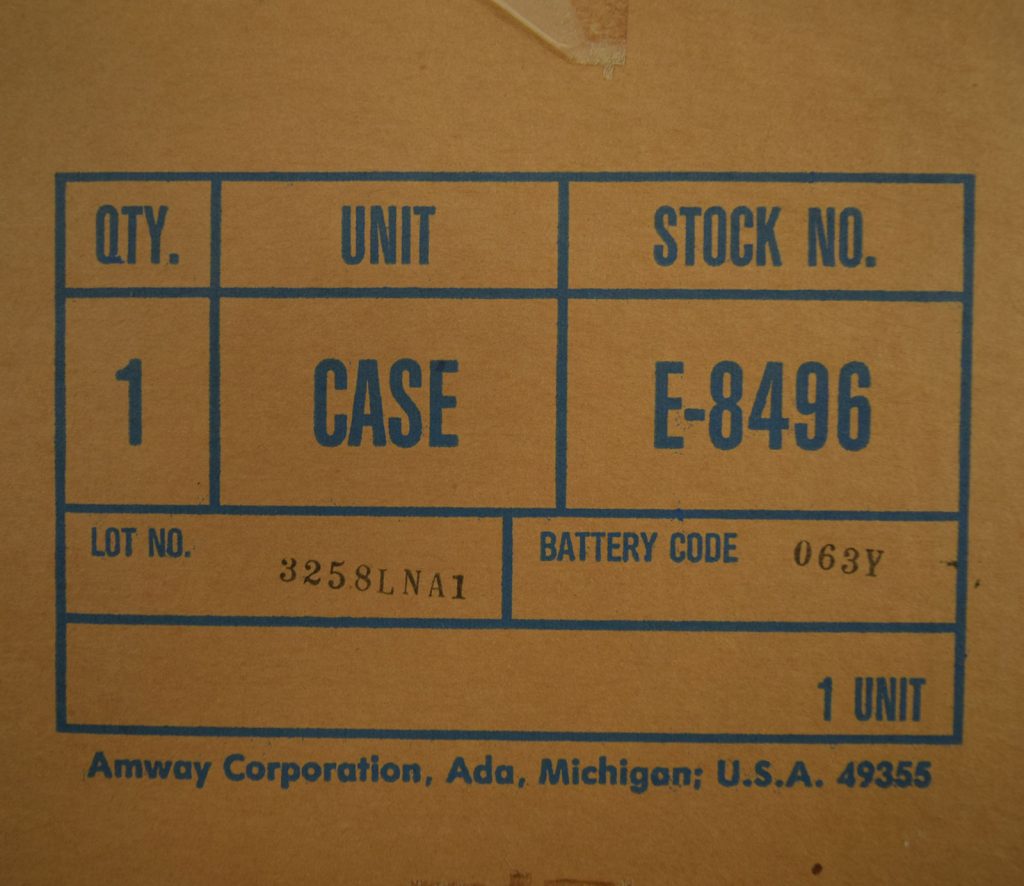 QTY. UNIT STOCK NO.
1 CASE E-8496
LOT NO. 3258LNA1 BATTERY CODE 063Y
1 UNIT
Amway Corporation, Ada, Michigan; U.S.A. 49355